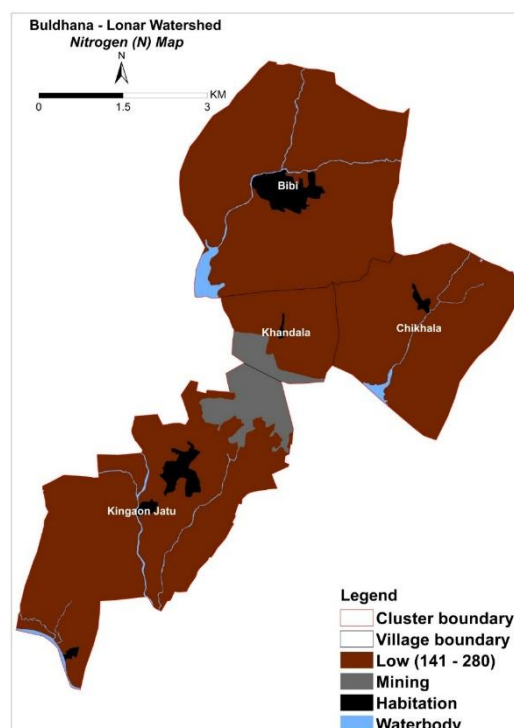 Buldhana - Lonar Watershed
Nitrogen (N) Map
N
KM
0 1.5 3
Bibi
Khandala
Chikhala
Kingaon Jatu
Legend
Cluster boundary
Village boundary
Low (141 - 280)
Mining
Habitation
Waterbody